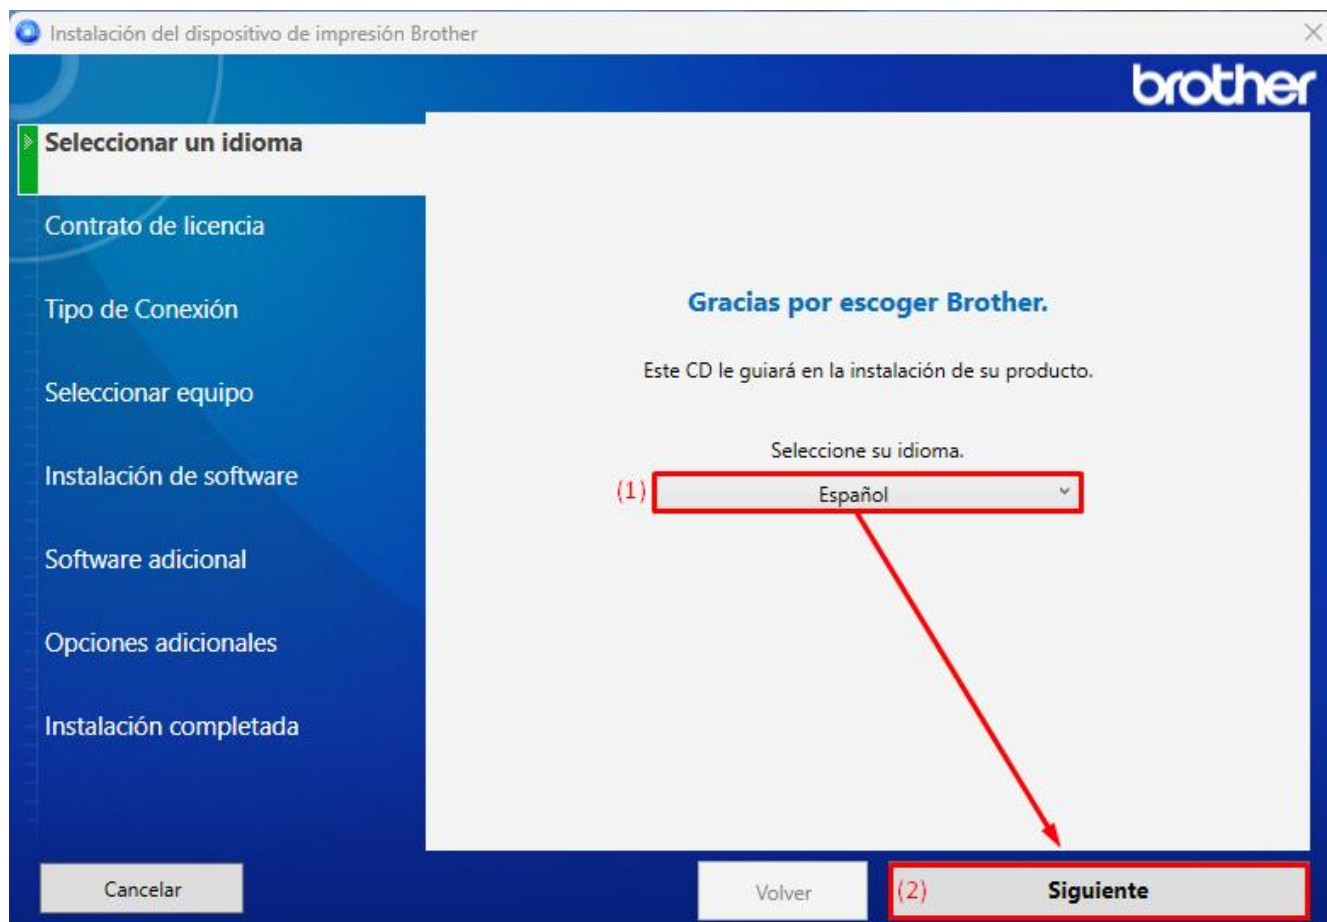 Instalación del dispositivo de impresión Brother
brother
Seleccionar un idioma
Contrato de licencia
Tipo de Conexión
Seleccionar equipo
Instalación de software
Software adicional
Opciones adicionales
Instalación completada
Gracias por escoger Brother.
Este CD le guiará en la instalación de su producto.
Seleccione su idioma.
(1) Español
Cancelar
Volver
(2) Siguiente